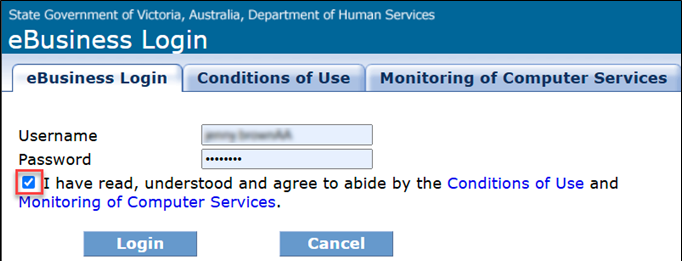 State Government of Victoria, Australia, Department of Human Services
eBusiness Login
eBusiness Login Conditions of Use Monitoring of Computer Services
Username
Password ••••••••
I have read, understood and agree to abide by the Conditions of Use and
Monitoring of Computer Services.
Login Cancel